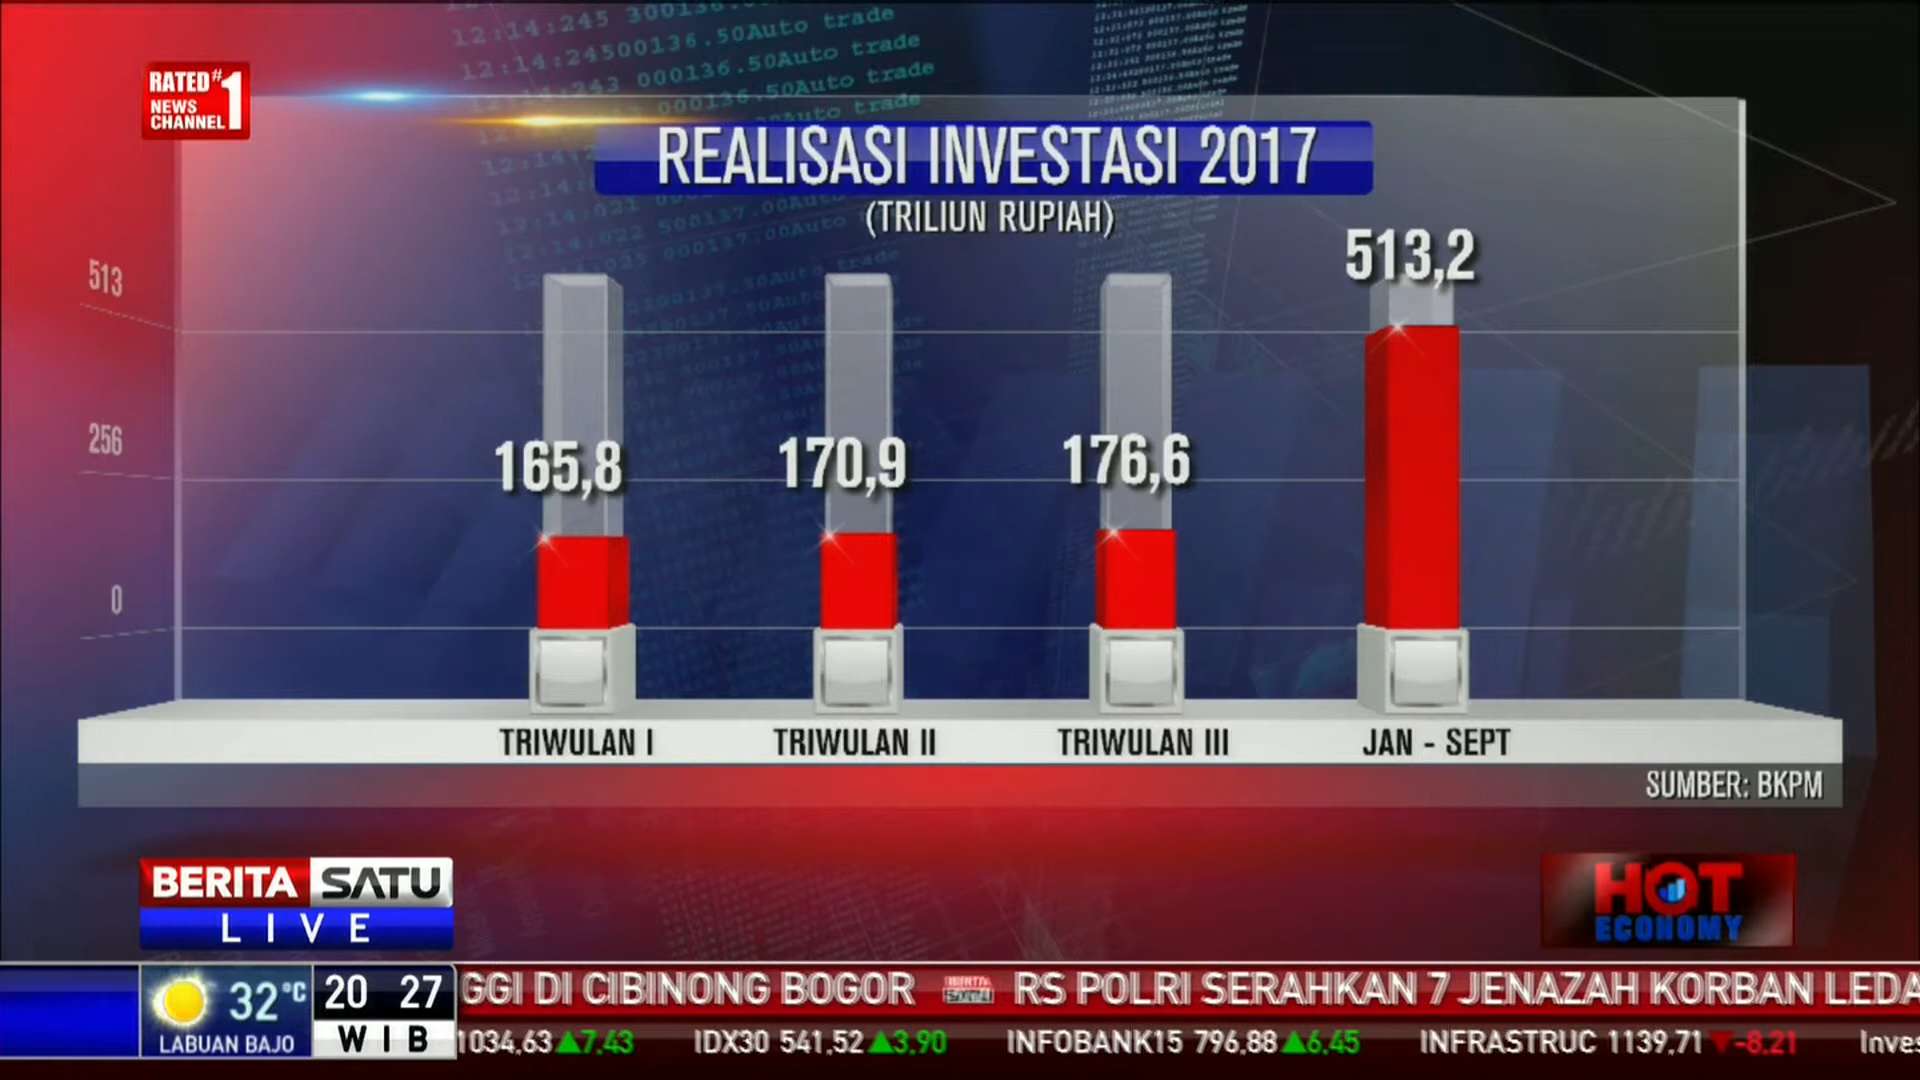 RATED #1
NEWS
CHANNEL
REALISASI INVESTASI 2017
(TRILIUN RUPIAH)
513
256
0
165,8
170,9
176,6
513,2
TRIWULAN I
TRIWULAN II
TRIWULAN III
JAN - SEPT
SUMBER: BKPM
BERITA SATU
LIVE
HOT
ECONOMY
32°C
LABUAN BAJO
20 27
WIB
GGI DI CIBINONG BOGOR BERITA SATU RS POLRI SERAHKAN 7 JENAZAH KORBAN LEDA
1034,63 ▲7,43 IDX30 541,52 ▲3,90 INFOBANK15 796,88 ▲6,45 INFRASTRUC 1139,71 ▼-8,21 Inves